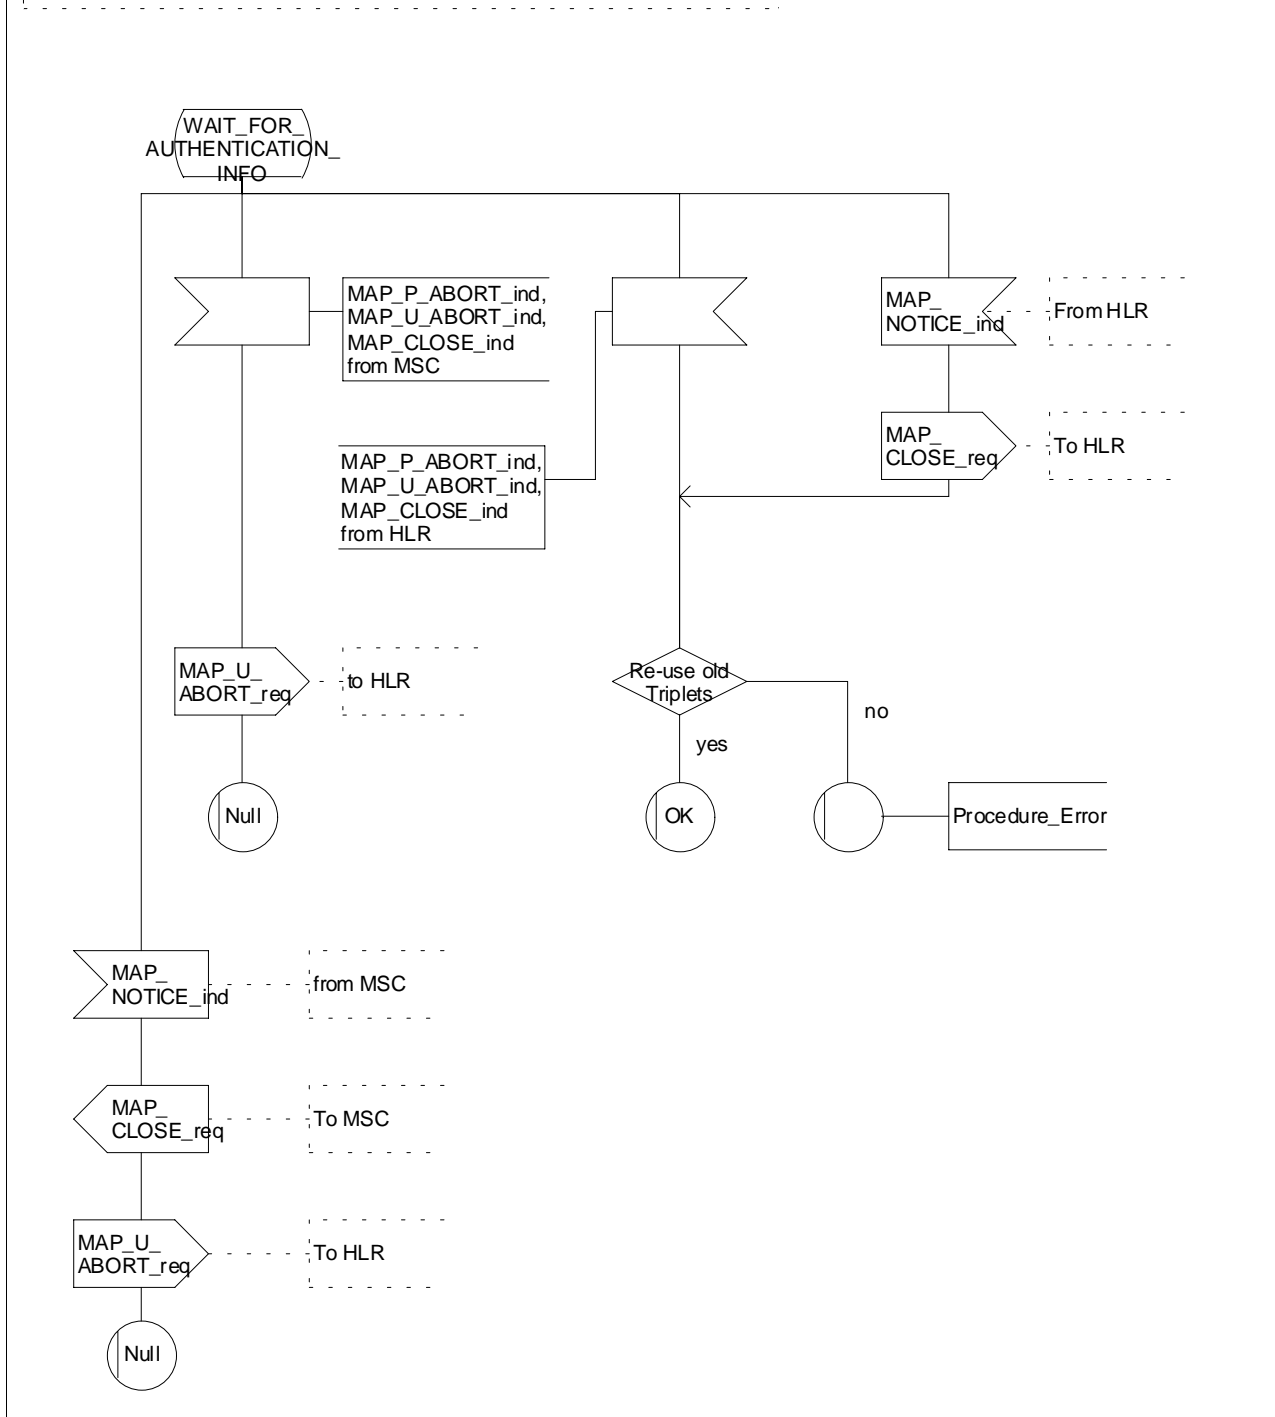 WAIT_FOR_
AUTHENTICATION_
INFO
MAP_P_ABORT_ind,
MAP_U_ABORT_ind,
MAP_CLOSE_ind
from MSC
MAP_
NOTICE_ind
From HLR
MAP_P_ABORT_ind,
MAP_U_ABORT_ind,
MAP_CLOSE_ind
from HLR
MAP_
CLOSE_req
To HLR
MAP_U_
ABORT_req
to HLR
Re-use old
Triplets
no
yes
Null
OK
Procedure_Error
MAP_
NOTICE_ind
from MSC
MAP_
CLOSE_req
To MSC
MAP_U_
ABORT_req
To HLR
Null